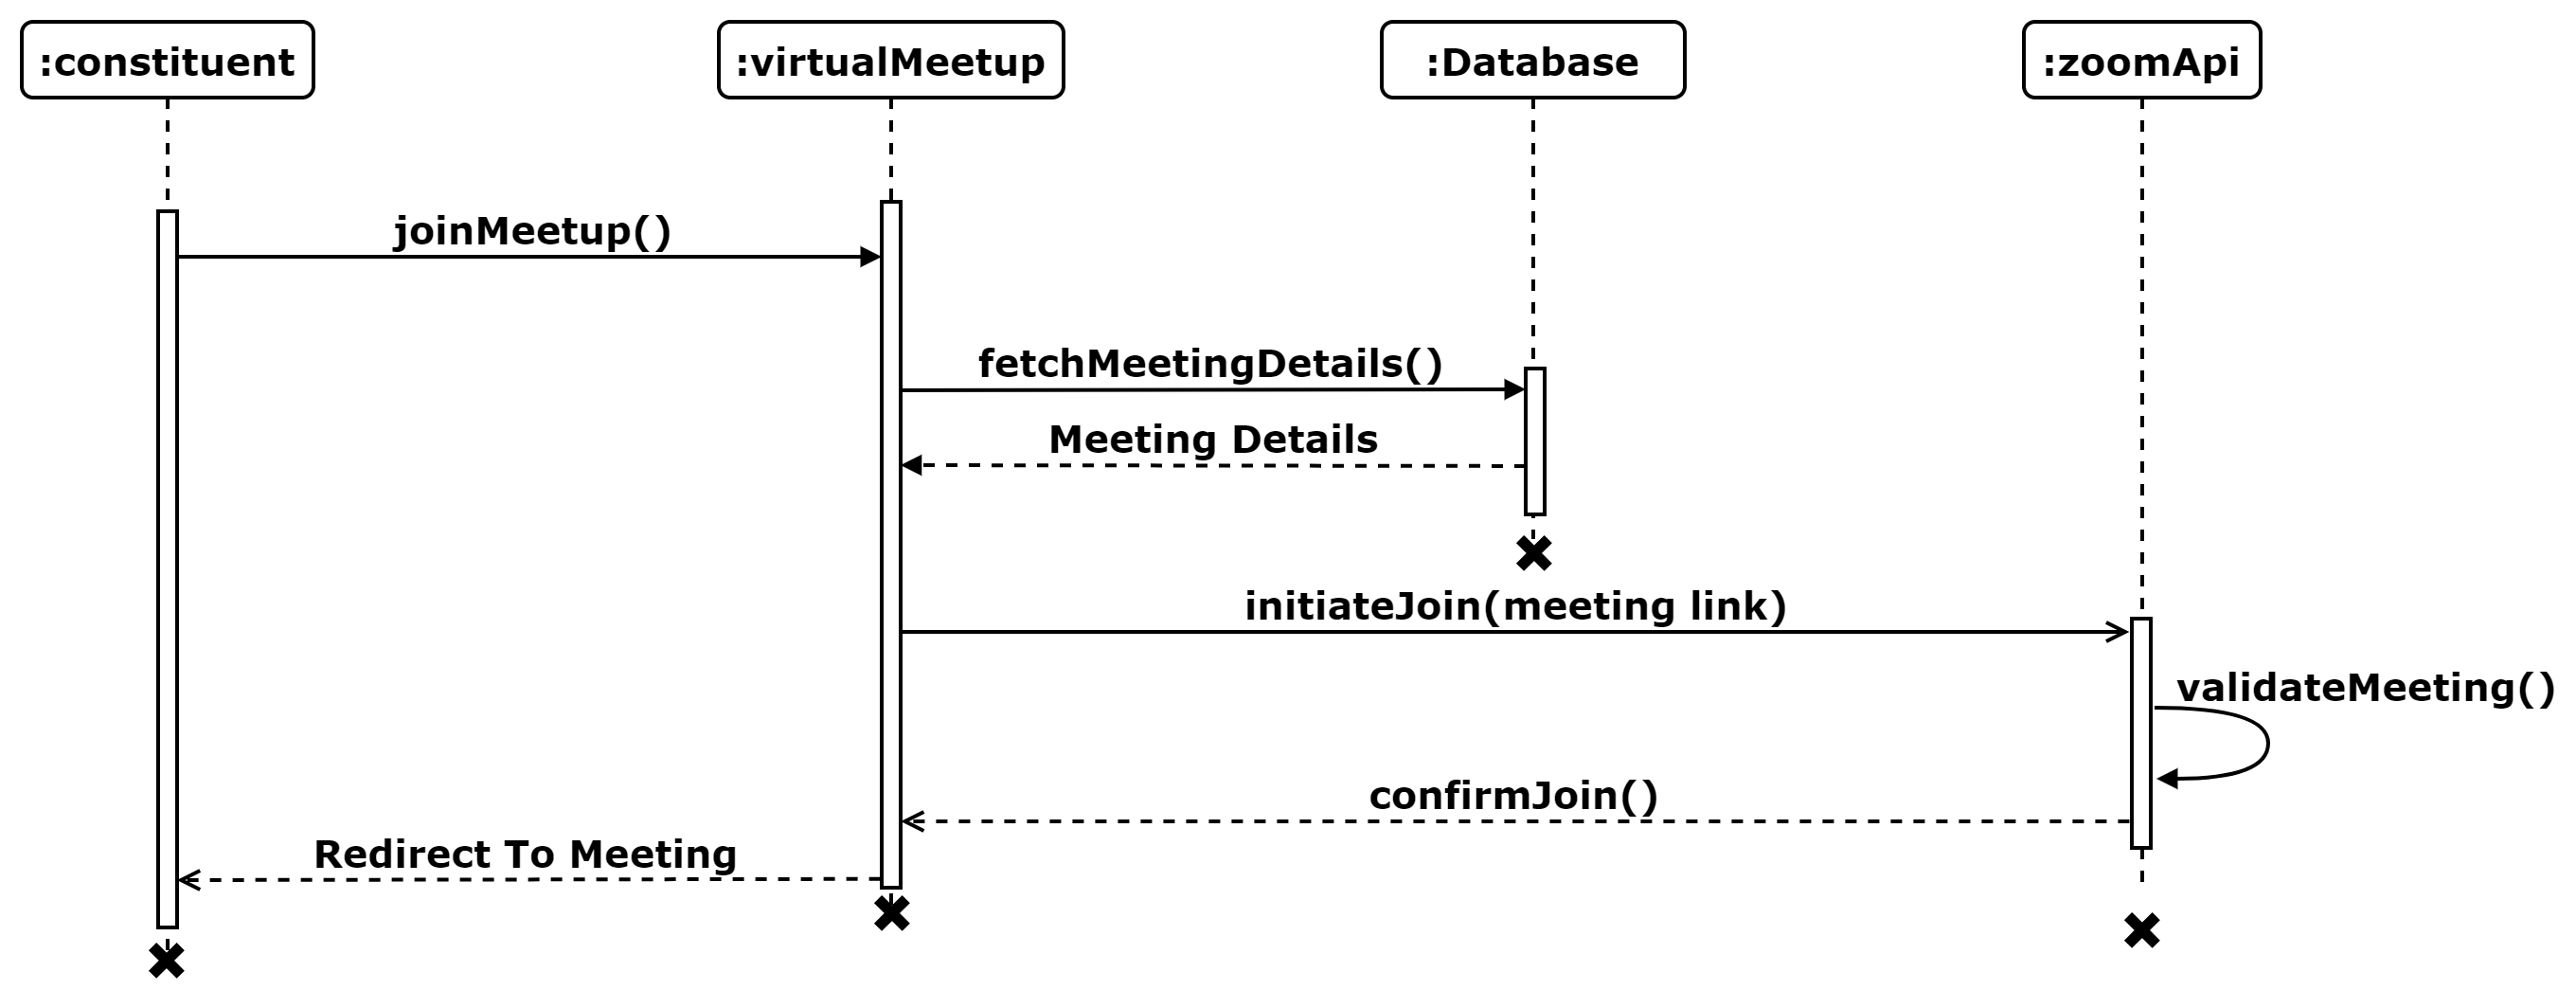 :constituent
:virtualMeetup
:Database
:zoomApi
joinMeetup()
fetchMeetingDetails()
Meeting Details
initiateJoin(meeting link)
validateMeeting()
confirmJoin()
Redirect To Meeting